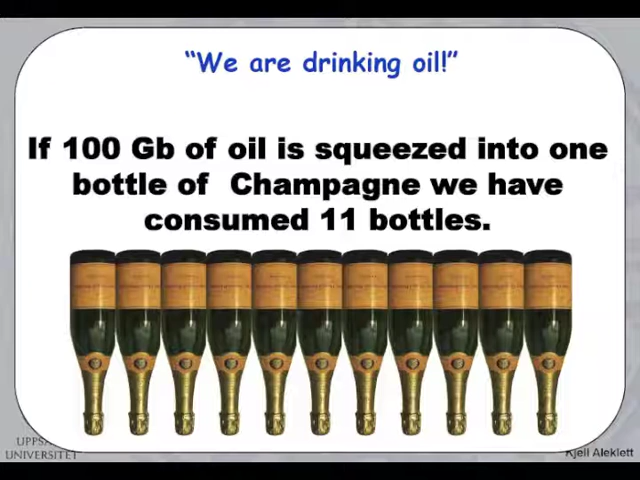 “We are drinking oil!”
If 100 Gb of oil is squeezed into one
bottle of Champagne we have
consumed 11 bottles.
UNIVERSITET
Kjell Aleklett